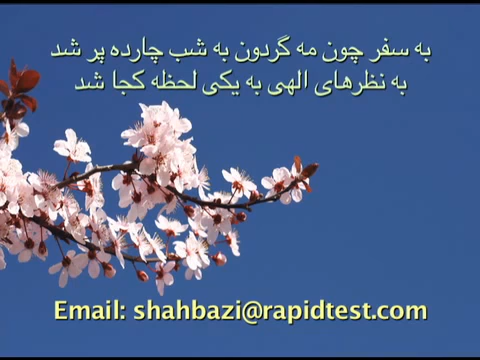 به سفر چون مه گردون به شب چارده پر شد
به نظرهای الهی به یکی لحظه کجا شد
Email: shahbazi@rapidtest.com